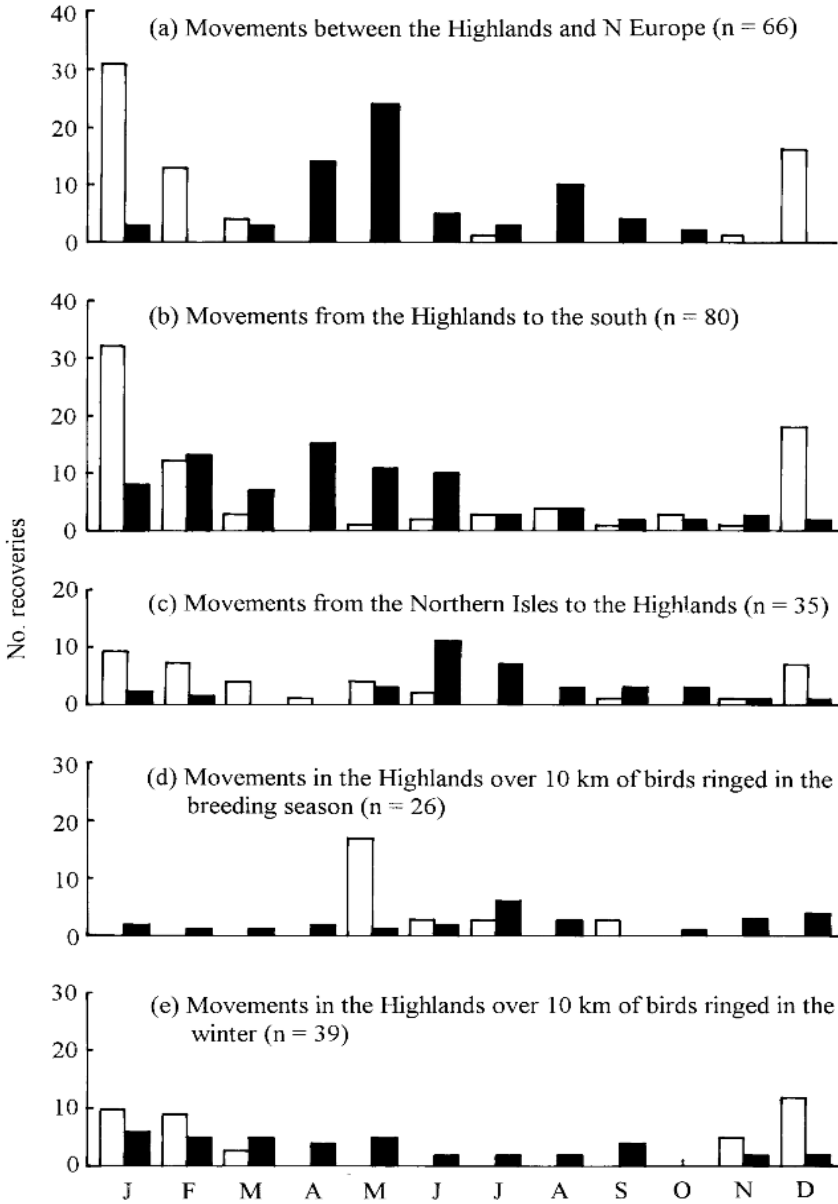 No. recoveries
40
(a) Movements between the Highlands and N Europe (n = 66)
30
20
10
0
40
(b) Movements from the Highlands to the south (n = 80)
30
20
10
0
20
(c) Movements from the Northern Isles to the Highlands (n = 35)
10
0
30
(d) Movements in the Highlands over 10 km of birds ringed in the
breeding season (n = 26)
20
10
0
30
(e) Movements in the Highlands over 10 km of birds ringed in the
winter (n = 39)
20
10
0
J F M A M J J A S O N D